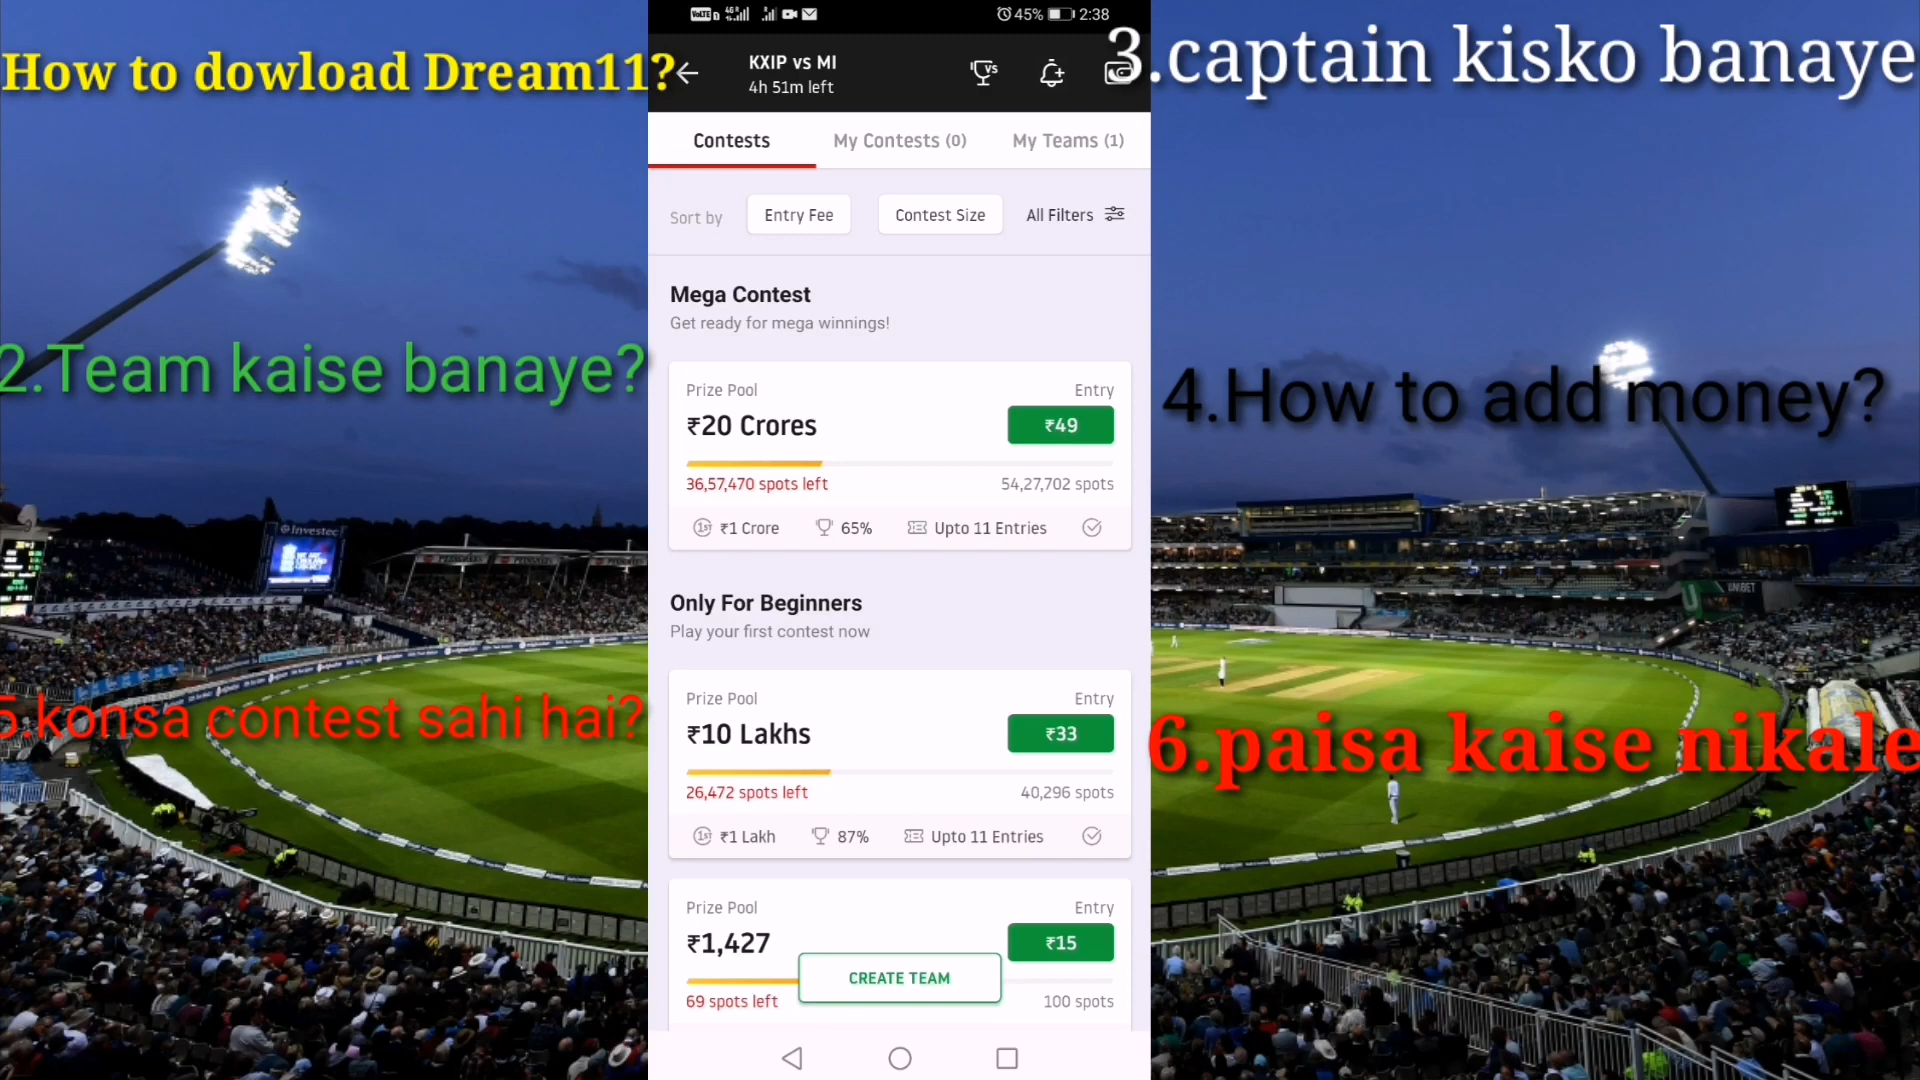 How to dowload Dream11?
2.Team kaise banaye?
5.konsa contest sahi hai?
45% 2:38
KXIP vs MI
4h 51m left
Contests My Contests (0) My Teams (1)
Sort by Entry Fee Contest Size All Filters
Mega Contest
Get ready for mega winnings!
Prize Pool Entry
₹20 Crores ₹49
36,57,470 spots left 54,27,702 spots
1st ₹1 Crore 65% Upto 11 Entries
Only For Beginners
Play your first contest now
Prize Pool Entry
₹10 Lakhs ₹33
26,472 spots left 40,296 spots
1st ₹1 Lakh 87% Upto 11 Entries
Prize Pool Entry
₹1,427 ₹15
CREATE TEAM
69 spots left 100 spots
3.captain kisko banaye
4.How to add money?
6.paisa kaise nikale
Investec
UNIBET